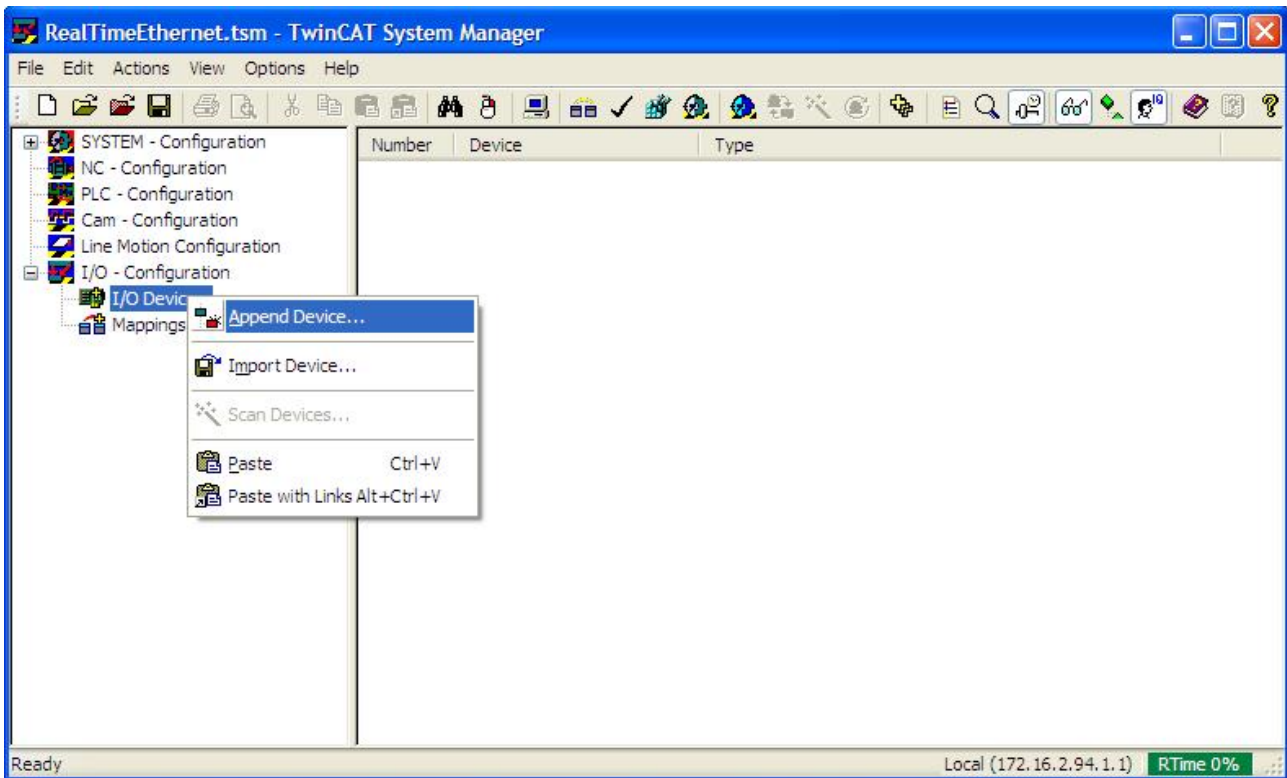 RealTimeEthernet.tsm - TwinCAT System Manager
File Edit Actions View Options Help
SYSTEM - Configuration
NC - Configuration
PLC - Configuration
Cam - Configuration
Line Motion Configuration
I/O - Configuration
I/O Devic
Mappings
Number Device Type
Append Device...
Import Device...
Scan Devices...
Paste Ctrl+V
Paste with Links Alt+Ctrl+V
Ready Local (172.16.2.94.1.1) RTime 0%